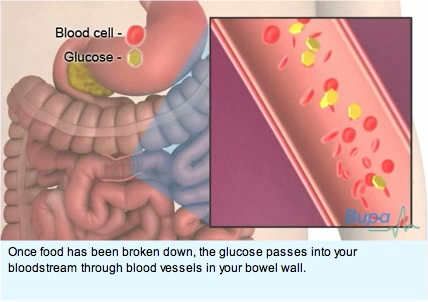 Blood cell -
Glucose -
Bupa
Once food has been broken down, the glucose passes into your
bloodstream through blood vessels in your bowel wall.